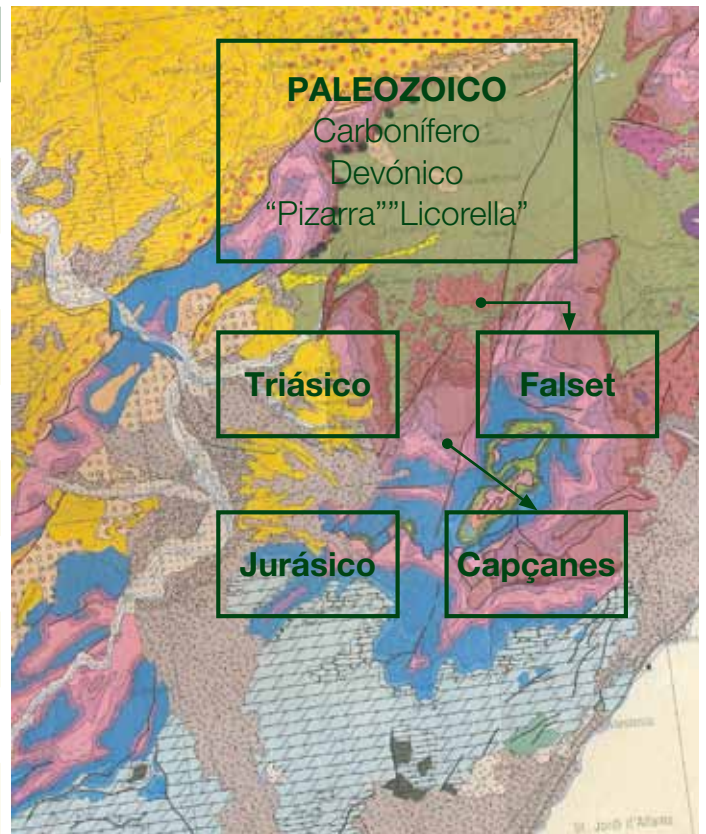 PALEOZOICO
Carbonífero
Devónico
“Pizarra””Licorella”
Triásico
Falset
Jurásico
Capçanes